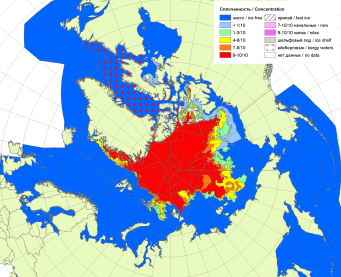 Сплоченность / Concentration
чисто / ice free
< 1/10
1-3/10
4-6/10
7-8/10
9-10/10
припай / fast ice
7-10/10 начальные / new
9-10/10 нилас / nilas
шельфовый лед / ice shelf
айсберговые / bergy waters
нет данных / no data